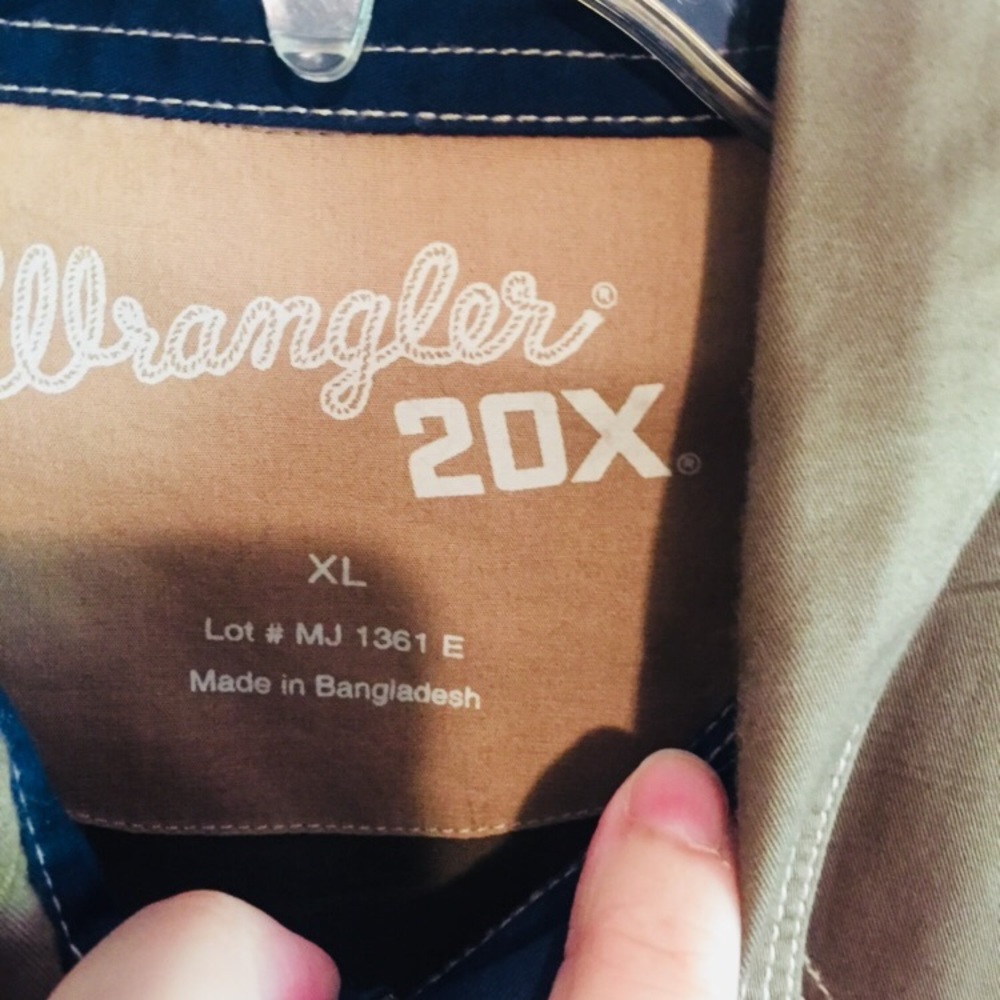 Wrangler®
20X®
XL
Lot # MJ 1361 E
Made in Bangladesh